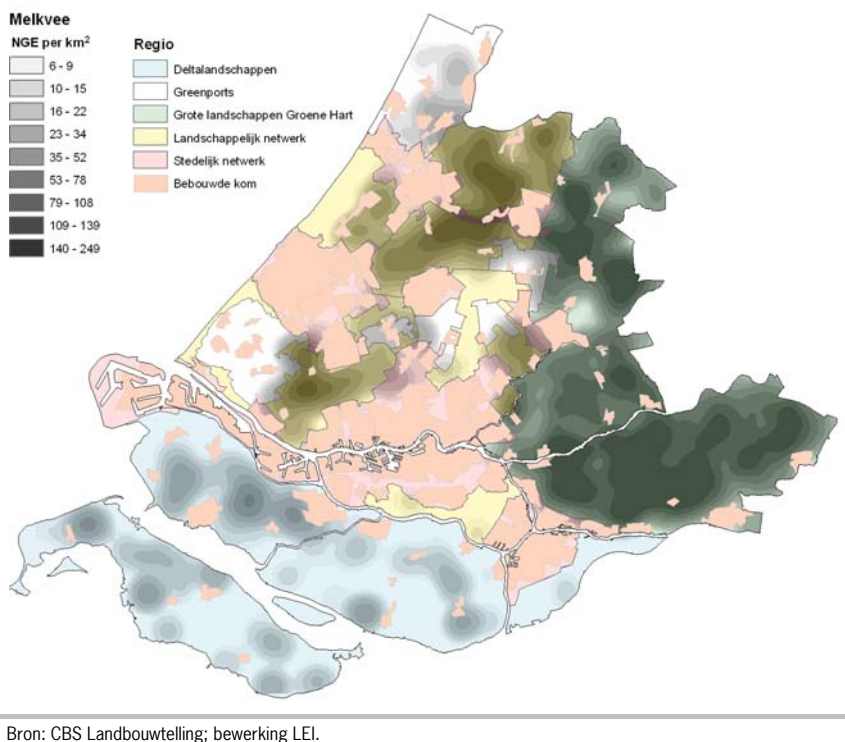 Melkvee
NGE per km²
6 - 9
10 - 15
16 - 22
23 - 34
35 - 52
53 - 78
79 - 108
109 - 139
140 - 249
Regio
Deltalandschappen
Greenports
Grote landschappen Groene Hart
Landschappelijk netwerk
Stedelijk netwerk
Bebouwde kom
Bron: CBS Landbouwtelling; bewerking LEI.